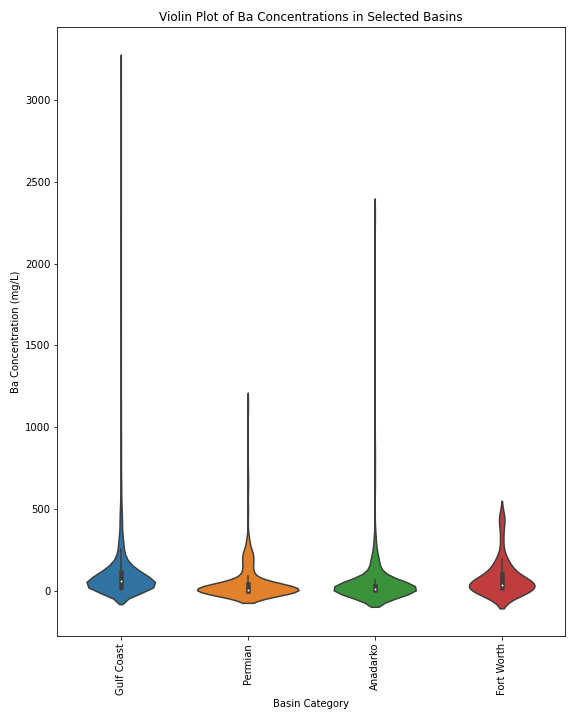 Violin Plot of Ba Concentrations in Selected Basins
3000
2500
2000
1500
1000
500
0
Ba Concentration (mg/L)
Gulf Coast
Permian
Anadarko
Fort Worth
Basin Category